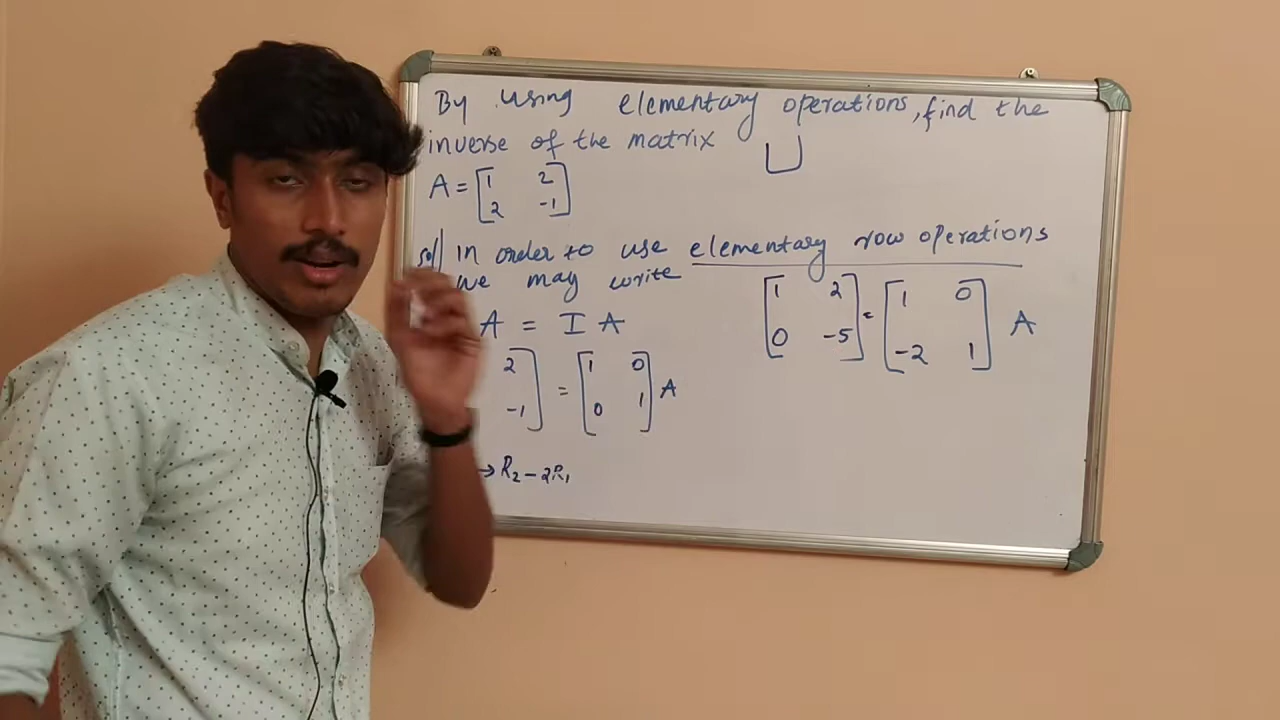 By using elementary operations, find the
inverse of the matrix
A = [1 2
2 -1]
sol In order to use elementary row operations
we may write
A = I A
2
-1] = [1 0
0 1] A
→ R₂ - 2R₁
[1 2
0 -5] = [1 0
-2 1] A